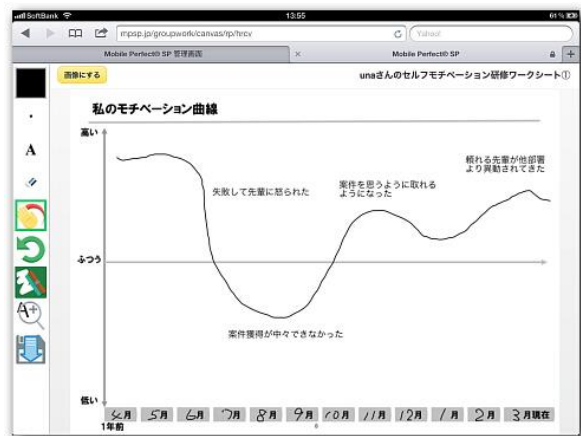 SoftBank 13:55 61%
mpsp.jp/groupwork/canvas/rp/hrcv
Yahoo!
Mobile Perfect® SP 管理画面
Mobile Perfect® SP
画像にする
unaさんのセルフモチベーション研修ワークシート①
A
A+
私のモチベーション曲線
高い
頼れる先輩が他部署
より異動されてきた
失敗して先輩に怒られた
案件を思うように取れる
ようになった
ふつう
案件獲得が中々できなかった
低い
4月 5月 6月 7月 8月 9月 10月 11月 12月 1月 2月 3月現在
1年前